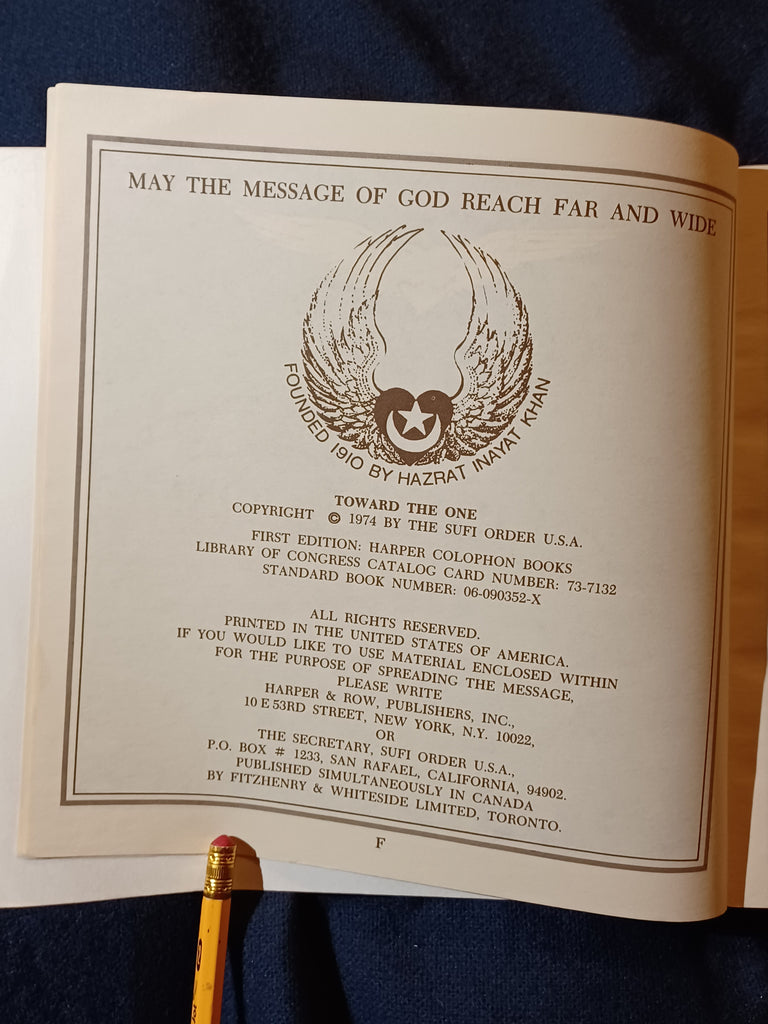 MAY THE MESSAGE OF GOD REACH FAR AND WIDE
FOUNDED 1910 BY HAZRAT INAYAT KHAN
TOWARD THE ONE
COPYRIGHT © 1974 BY THE SUFI ORDER U.S.A.
FIRST EDITION: HARPER COLOPHON BOOKS
LIBRARY OF CONGRESS CATALOG CARD NUMBER: 73-7132
STANDARD BOOK NUMBER: 06-090352-X
ALL RIGHTS RESERVED.
PRINTED IN THE UNITED STATES OF AMERICA.
IF YOU WOULD LIKE TO USE MATERIAL ENCLOSED WITHIN
FOR THE PURPOSE OF SPREADING THE MESSAGE,
PLEASE WRITE
HARPER & ROW, PUBLISHERS, INC.,
10 E 53RD STREET, NEW YORK, N.Y. 10022,
OR
THE SECRETARY, SUFI ORDER U.S.A.,
P.O. BOX # 1233, SAN RAFAEL, CALIFORNIA, 94902.
PUBLISHED SIMULTANEOUSLY IN CANADA
BY FITZHENRY & WHITESIDE LIMITED, TORONTO.
F